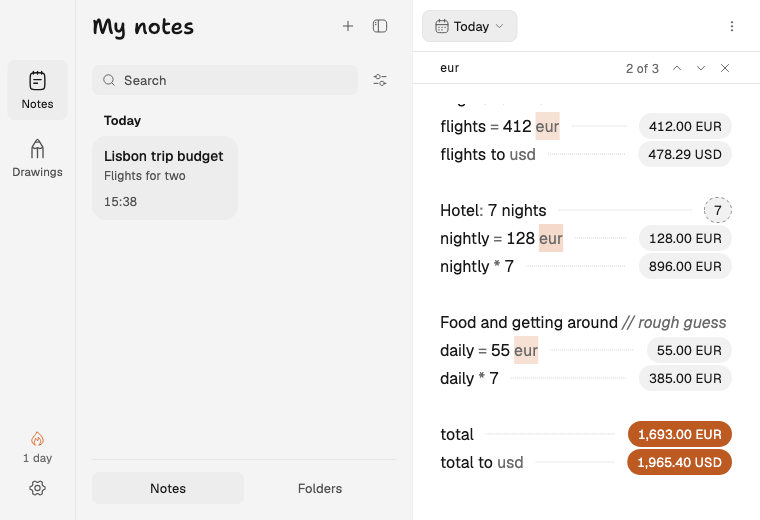 My notes
Today
eur
2 of 3
Notes
Drawings
Search
Today
Lisbon trip budget
Flights for two
15:38
flights = 412 eur 412.00 EUR
flights to usd 478.29 USD
Hotel: 7 nights 7
nightly = 128 eur 128.00 EUR
nightly * 7 896.00 EUR
Food and getting around // rough guess
daily = 55 eur 55.00 EUR
daily * 7 385.00 EUR
total 1,693.00 EUR
total to usd 1,965.40 USD
1 day
Notes
Folders